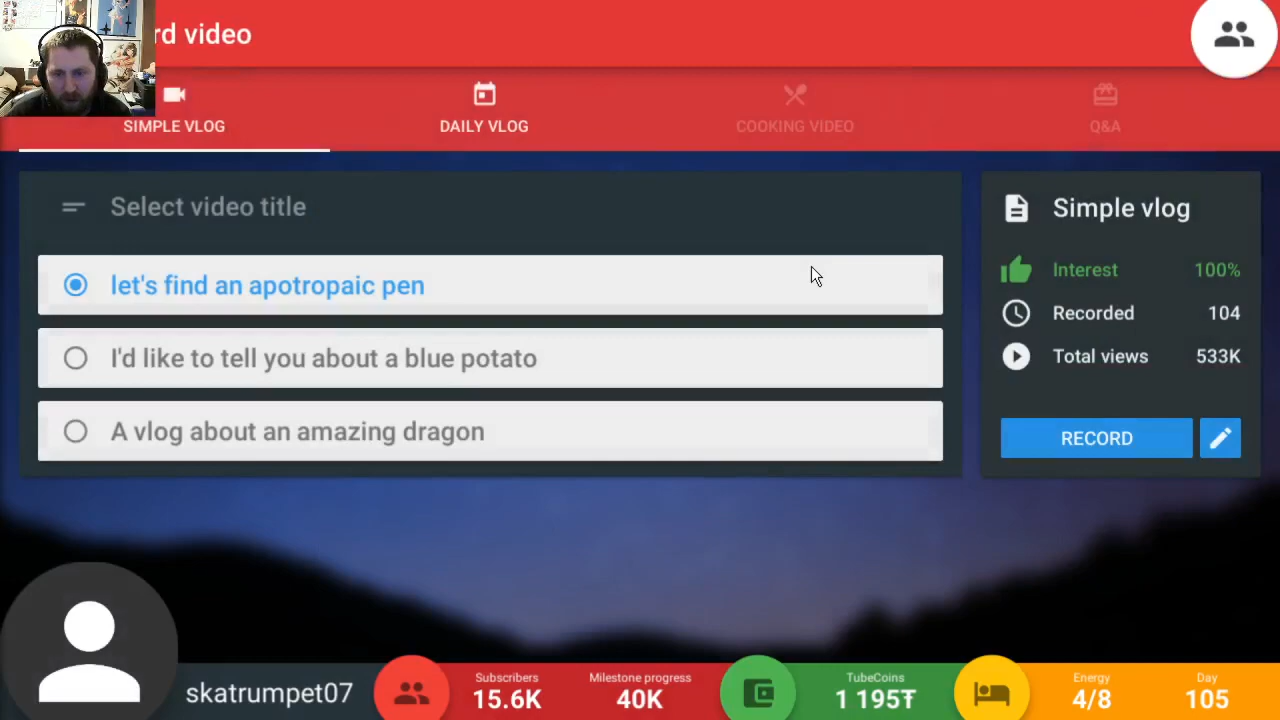 rd video
SIMPLE VLOG
DAILY VLOG
COOKING VIDEO
Q&A
Select video title
let's find an apotropaic pen
I'd like to tell you about a blue potato
A vlog about an amazing dragon
Simple vlog
Interest 100%
Recorded 104
Total views 533K
RECORD
skatrumpet07
Subscribers
15.6K
Milestone progress
40K
TubeCoins
1 195Ŧ
Energy
4/8
Day
105